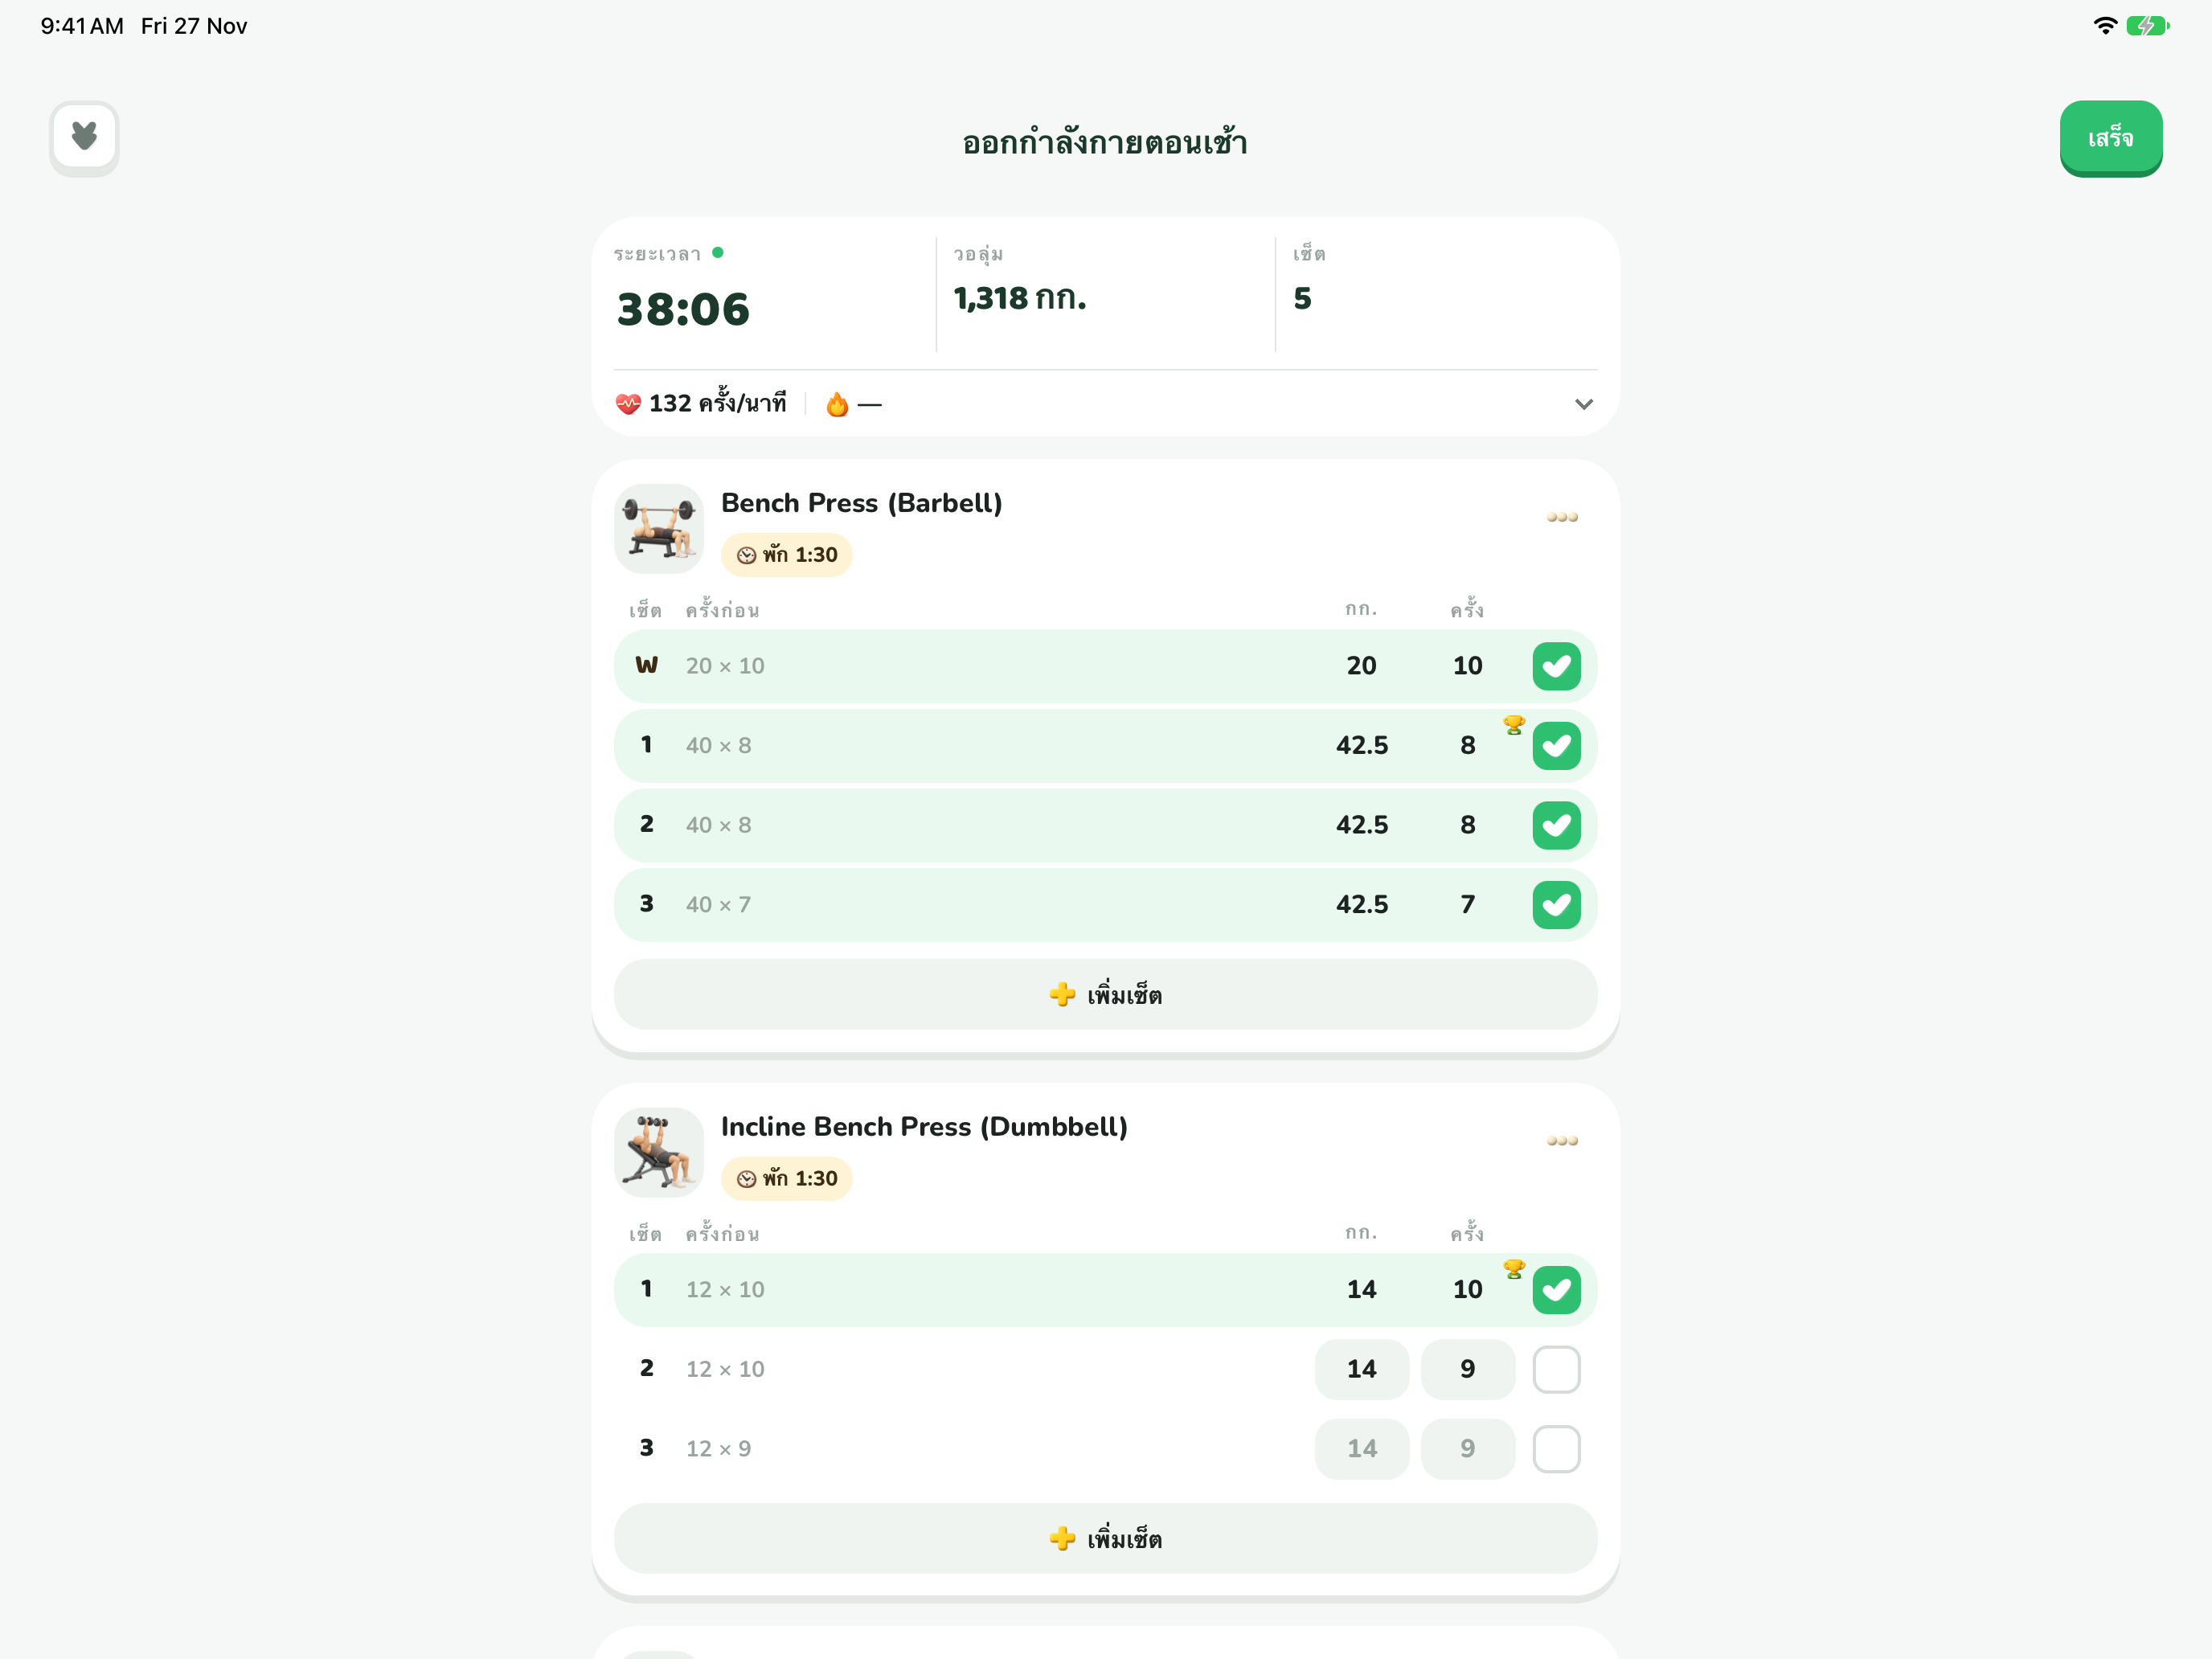 9:41 AM Fri 27 Nov
ออกกำลังกายตอนเช้า
เสร็จ
ระยะเวลา
38:06
วอลุ่ม
1,318 กก.
เซ็ต
5
132 ครั้ง/นาที
—
Bench Press (Barbell)
พัก 1:30
เซ็ต ครั้งก่อน กก. ครั้ง
W 20 × 10 20 10
1 40 × 8 42.5 8
2 40 × 8 42.5 8
3 40 × 7 42.5 7
เพิ่มเซ็ต
Incline Bench Press (Dumbbell)
พัก 1:30
เซ็ต ครั้งก่อน กก. ครั้ง
1 12 × 10 14 10
2 12 × 10 14 9
3 12 × 9 14 9
เพิ่มเซ็ต